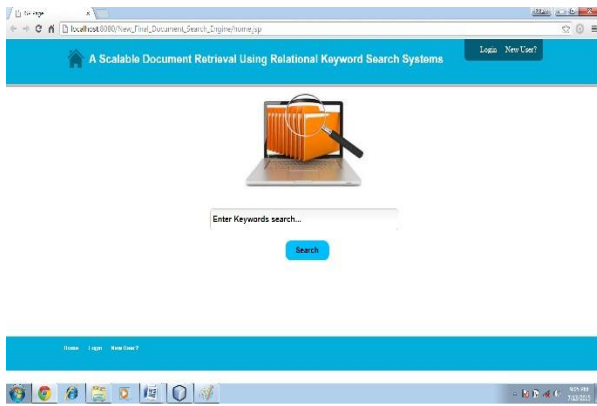 localhost:8080/New_Final_Document_Search_Engine/home.jsp
A Scalable Document Retrieval Using Relational Keyword Search Systems
Login New User?
Enter Keywords search...
Search
Home Login New User?